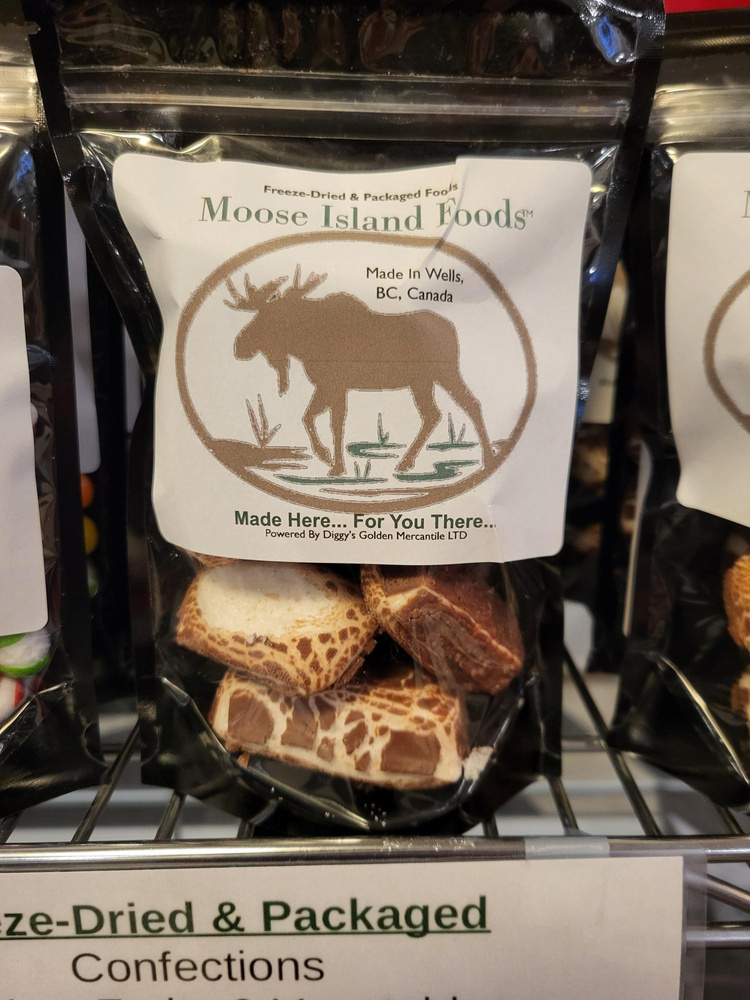 Freeze-Dried & Packaged Foods
Moose Island Foods™
Made In Wells,
BC, Canada
Made Here... For You There...
Powered By Diggy's Golden Mercantile LTD
eze-Dried & Packaged
Confections